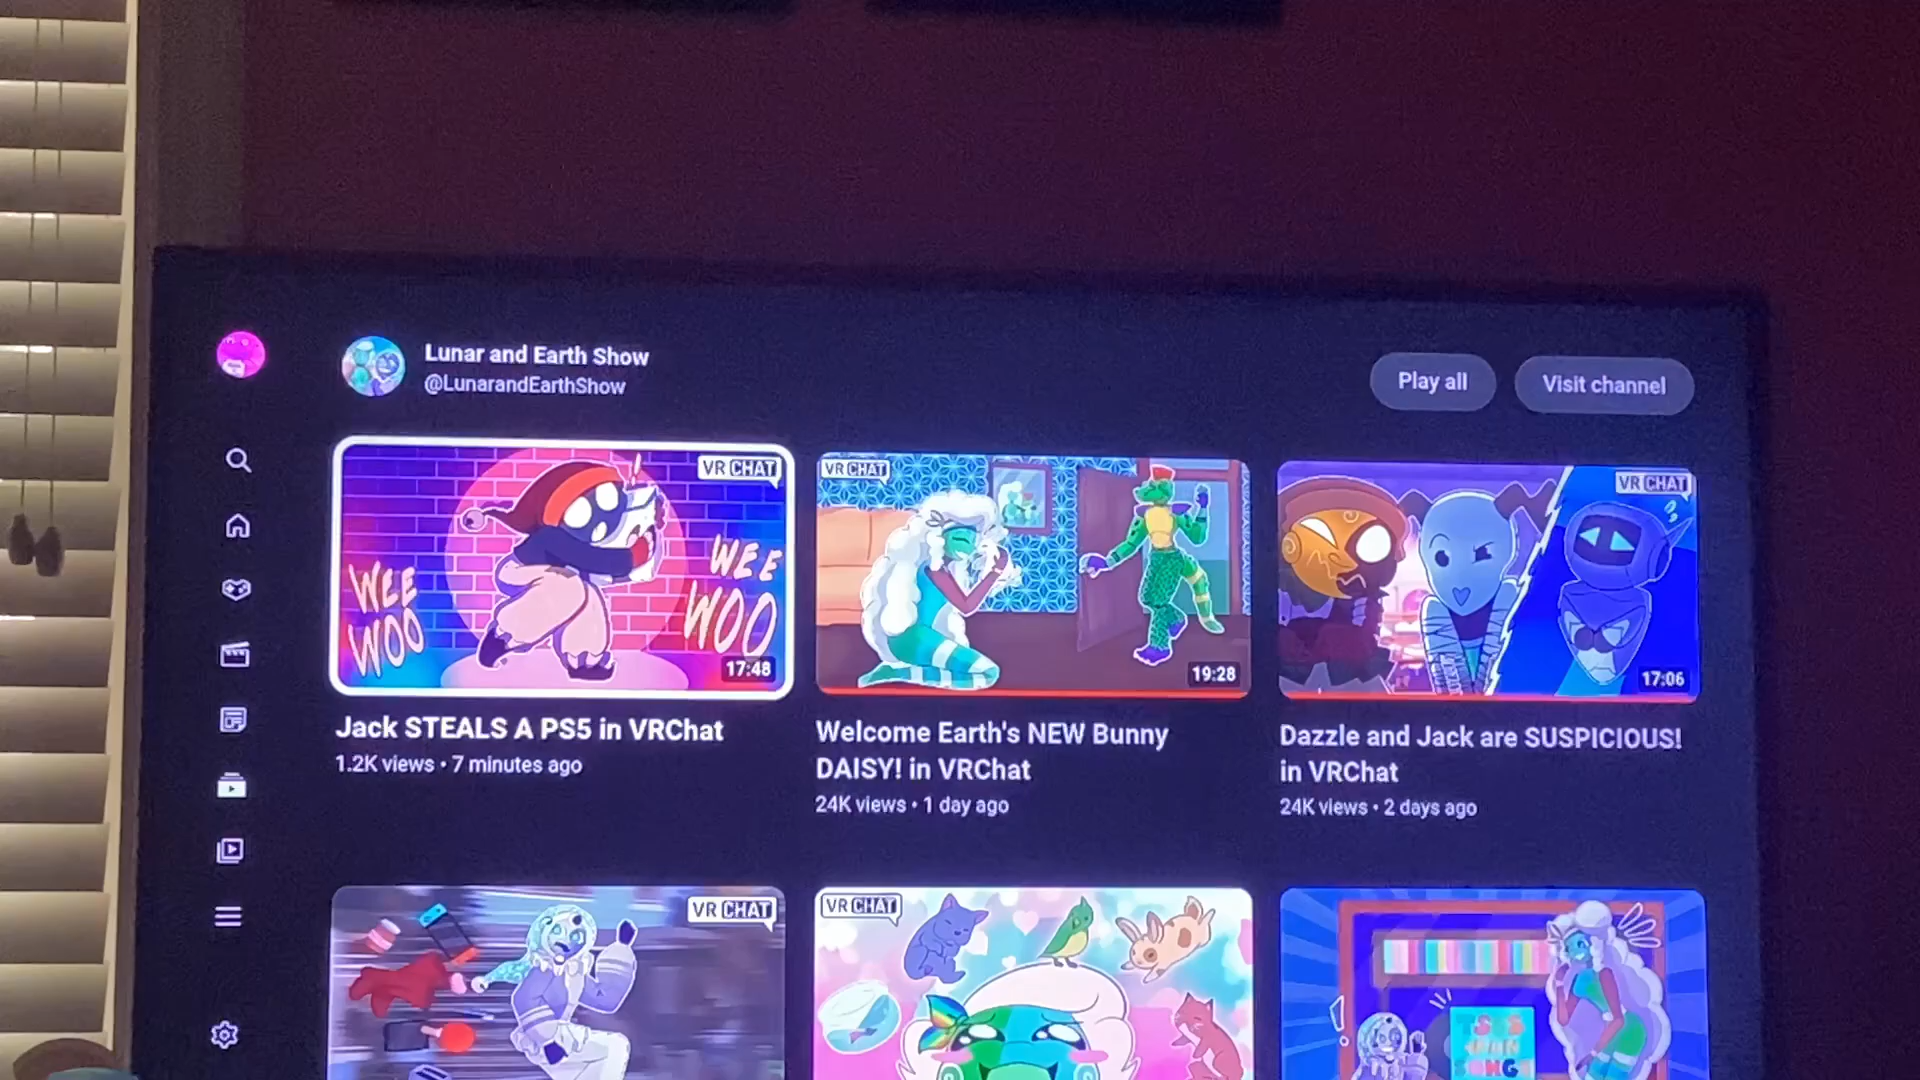 Lunar and Earth Show
@LunarandEarthShow
Play all
Visit channel
VR CHAT
WEE
WOO
WEE
WOO
17:48
VR CHAT
19:28
VR CHAT
17:06
Jack STEALS A PS5 in VRChat
1.2K views • 7 minutes ago
Welcome Earth's NEW Bunny
DAISY! in VRChat
24K views • 1 day ago
Dazzle and Jack are SUSPICIOUS!
in VRChat
24K views • 2 days ago
VR CHAT
VR CHAT